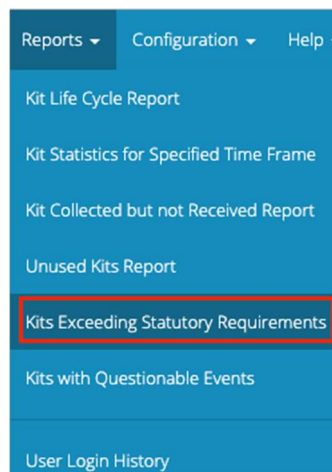 Reports Configuration Help
Kit Life Cycle Report
Kit Statistics for Specified Time Frame
Kit Collected but not Received Report
Unused Kits Report
Kits Exceeding Statutory Requirements
Kits with Questionable Events
User Login History